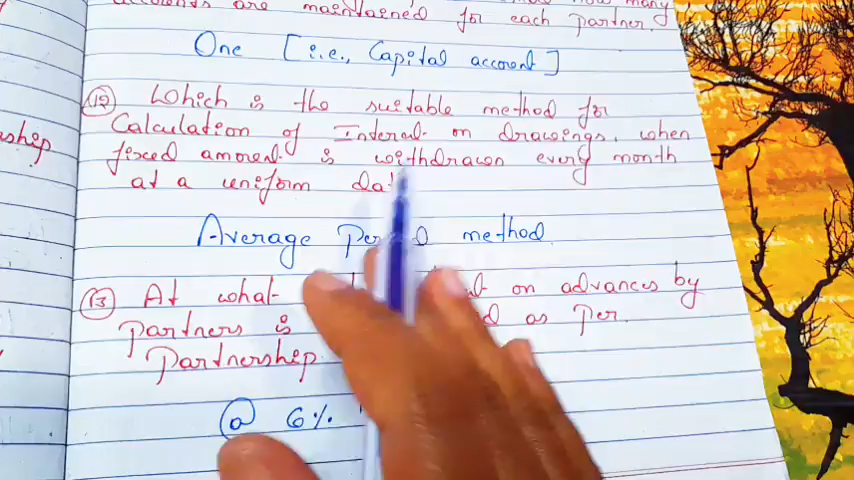 accounts are maintained for each Partner.
One [i.e., Capital account]
(12) Which is the suitable method for
Calculation of Interest on drawings, when
ship
fixed amount is withdrawn every month
at a uniform
Average Period method
(13) At what on advances by
Partners is as Per
Partnership
@ 6%